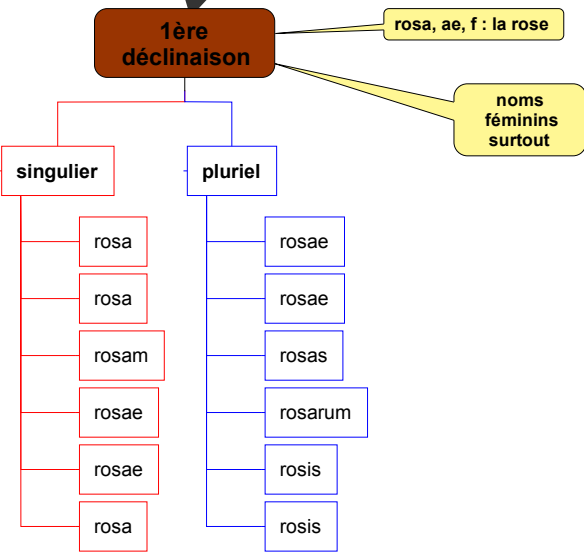 1ère
déclinaison
rosa, ae, f : la rose
noms
féminins
surtout
singulier
pluriel
rosa
rosa
rosam
rosae
rosae
rosa
rosae
rosae
rosas
rosarum
rosis
rosis